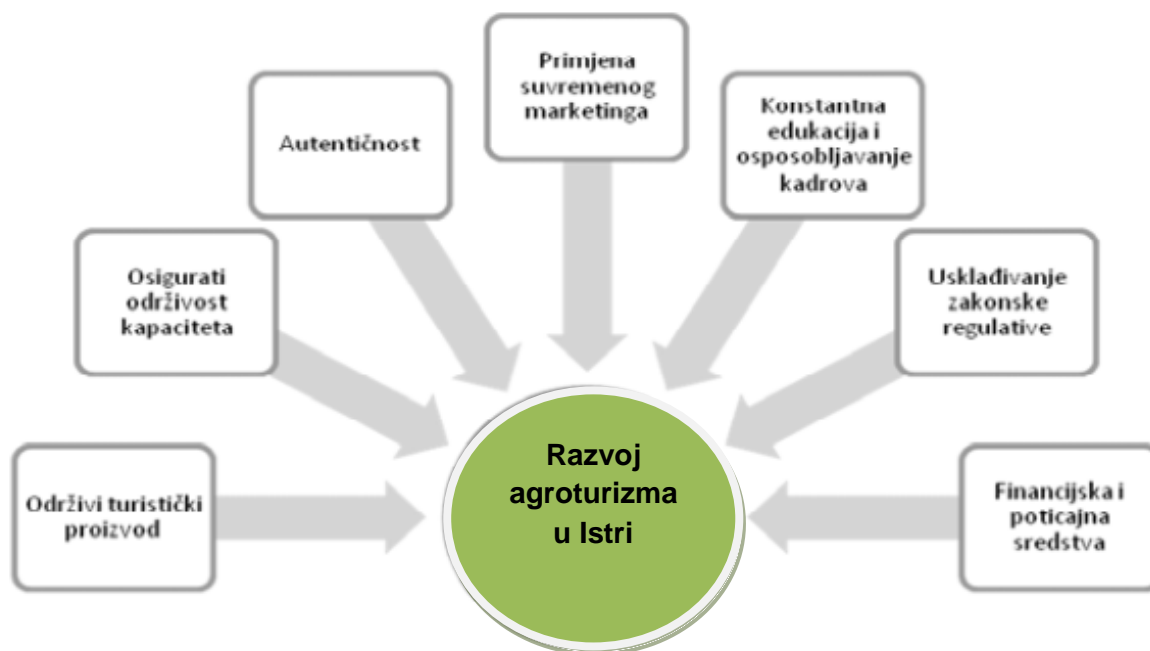 Primjena
suvremenog
marketinga
Autentičnost
Konstantna
edukacija i
osposobljavanje
kadrova
Osigurati
održivost
kapaciteta
Usklađivanje
zakonske
regulative
Održivi turistički
proizvod
Razvoj
agroturizma
u Istri
Financijska i
poticajna
sredstva